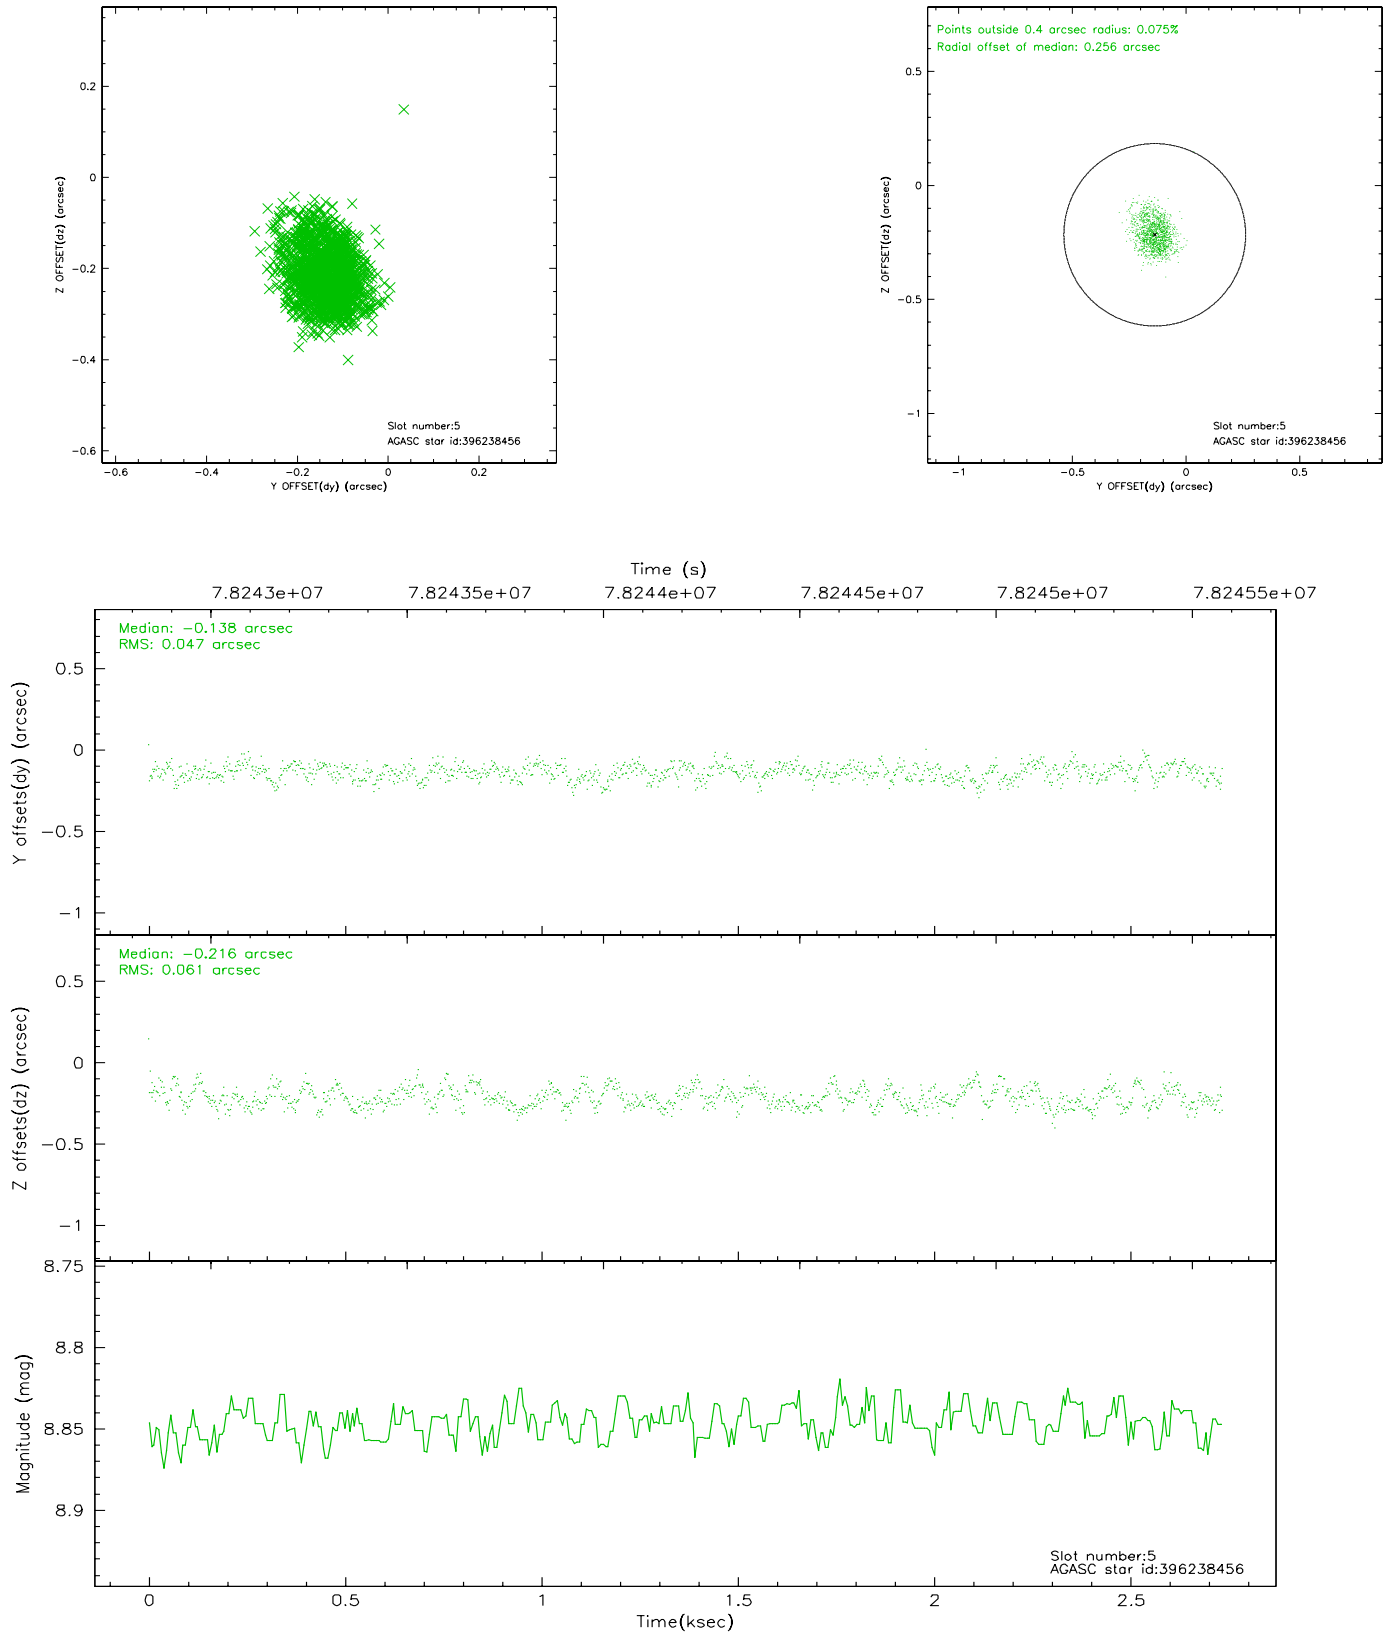 0.2
0
-0.2
-0.4
-0.6
Z OFFSET(dz) (arcsec)
-0.6 -0.4 -0.2 0 0.2
Y OFFSET(dy) (arcsec)
Slot number:5
AGASC star id:396238456
Points outside 0.4 arcsec radius: 0.075%
Radial offset of median: 0.256 arcsec
0.5
0
-0.5
-1
Z OFFSET(dz) (arcsec)
-1 -0.5 0 0.5
Y OFFSET(dy) (arcsec)
Slot number:5
AGASC star id:396238456
Time (s)
7.8243e+07 7.82435e+07 7.8244e+07 7.82445e+07 7.8245e+07 7.82455e+07
Median: -0.138 arcsec
RMS: 0.047 arcsec
0.5
0
-0.5
-1
Y offsets(dy) (arcsec)
Median: -0.216 arcsec
RMS: 0.061 arcsec
0.5
0
-0.5
-1
Z offsets(dz) (arcsec)
8.75
8.8
8.85
8.9
Magnitude (mag)
Slot number:5
AGASC star id:396238456
0 0.5 1 1.5 2 2.5
Time(ksec)